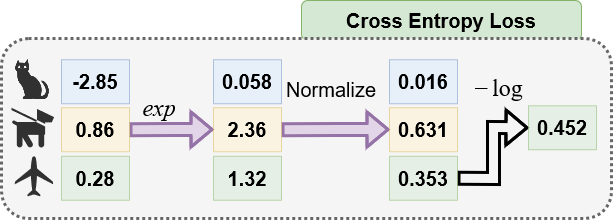 Cross Entropy Loss
-2.85 0.058 0.016
exp Normalize − log
0.86 2.36 0.631 0.452
0.28 1.32 0.353